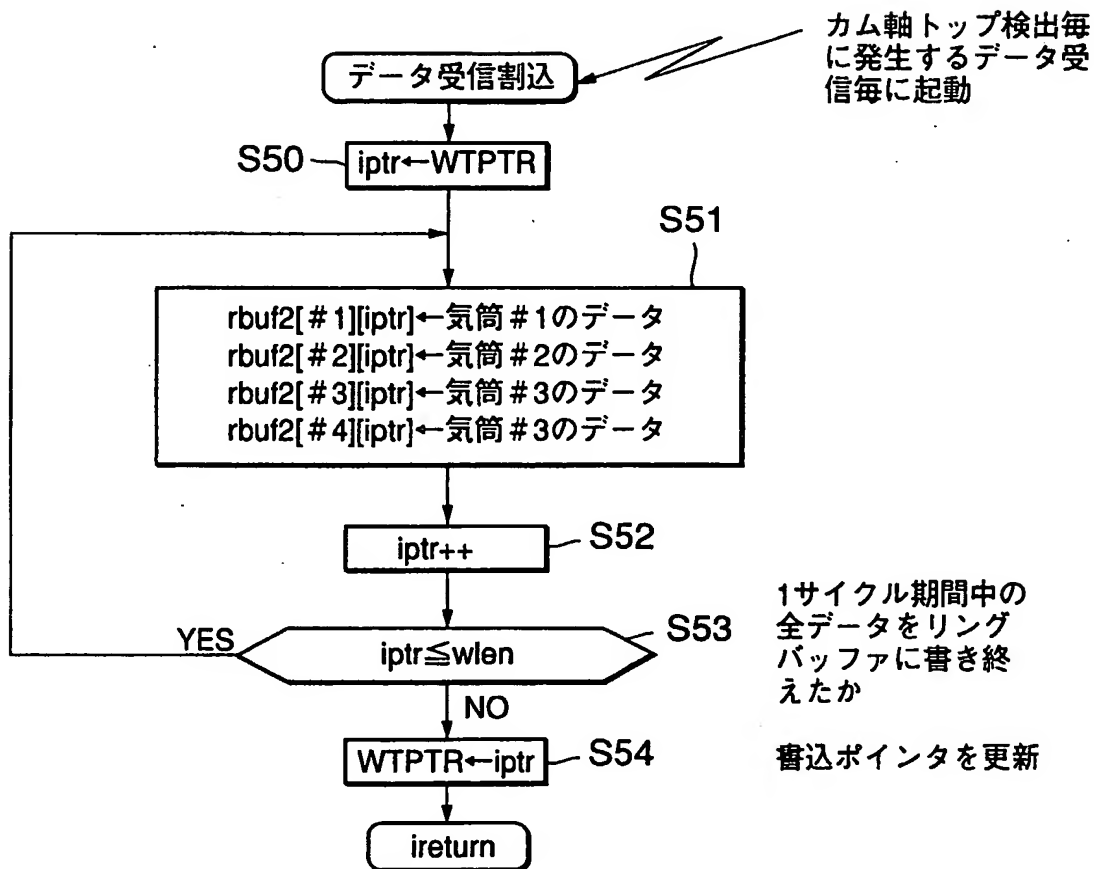 カム軸トップ検出毎
に発生するデータ受
信毎に起動
データ受信割込
S50
iptr←WTPTR
S51
rbuf2[#1][iptr]←気筒#1のデータ
rbuf2[#2][iptr]←気筒#2のデータ
rbuf2[#3][iptr]←気筒#3のデータ
rbuf2[#4][iptr]←気筒#3のデータ
iptr++
S52
YES
iptr≦wlen
S53
1サイクル期間中の
全データをリング
バッファに書き終
えたか
NO
WTPTR←iptr
S54
書込ポインタを更新
ireturn